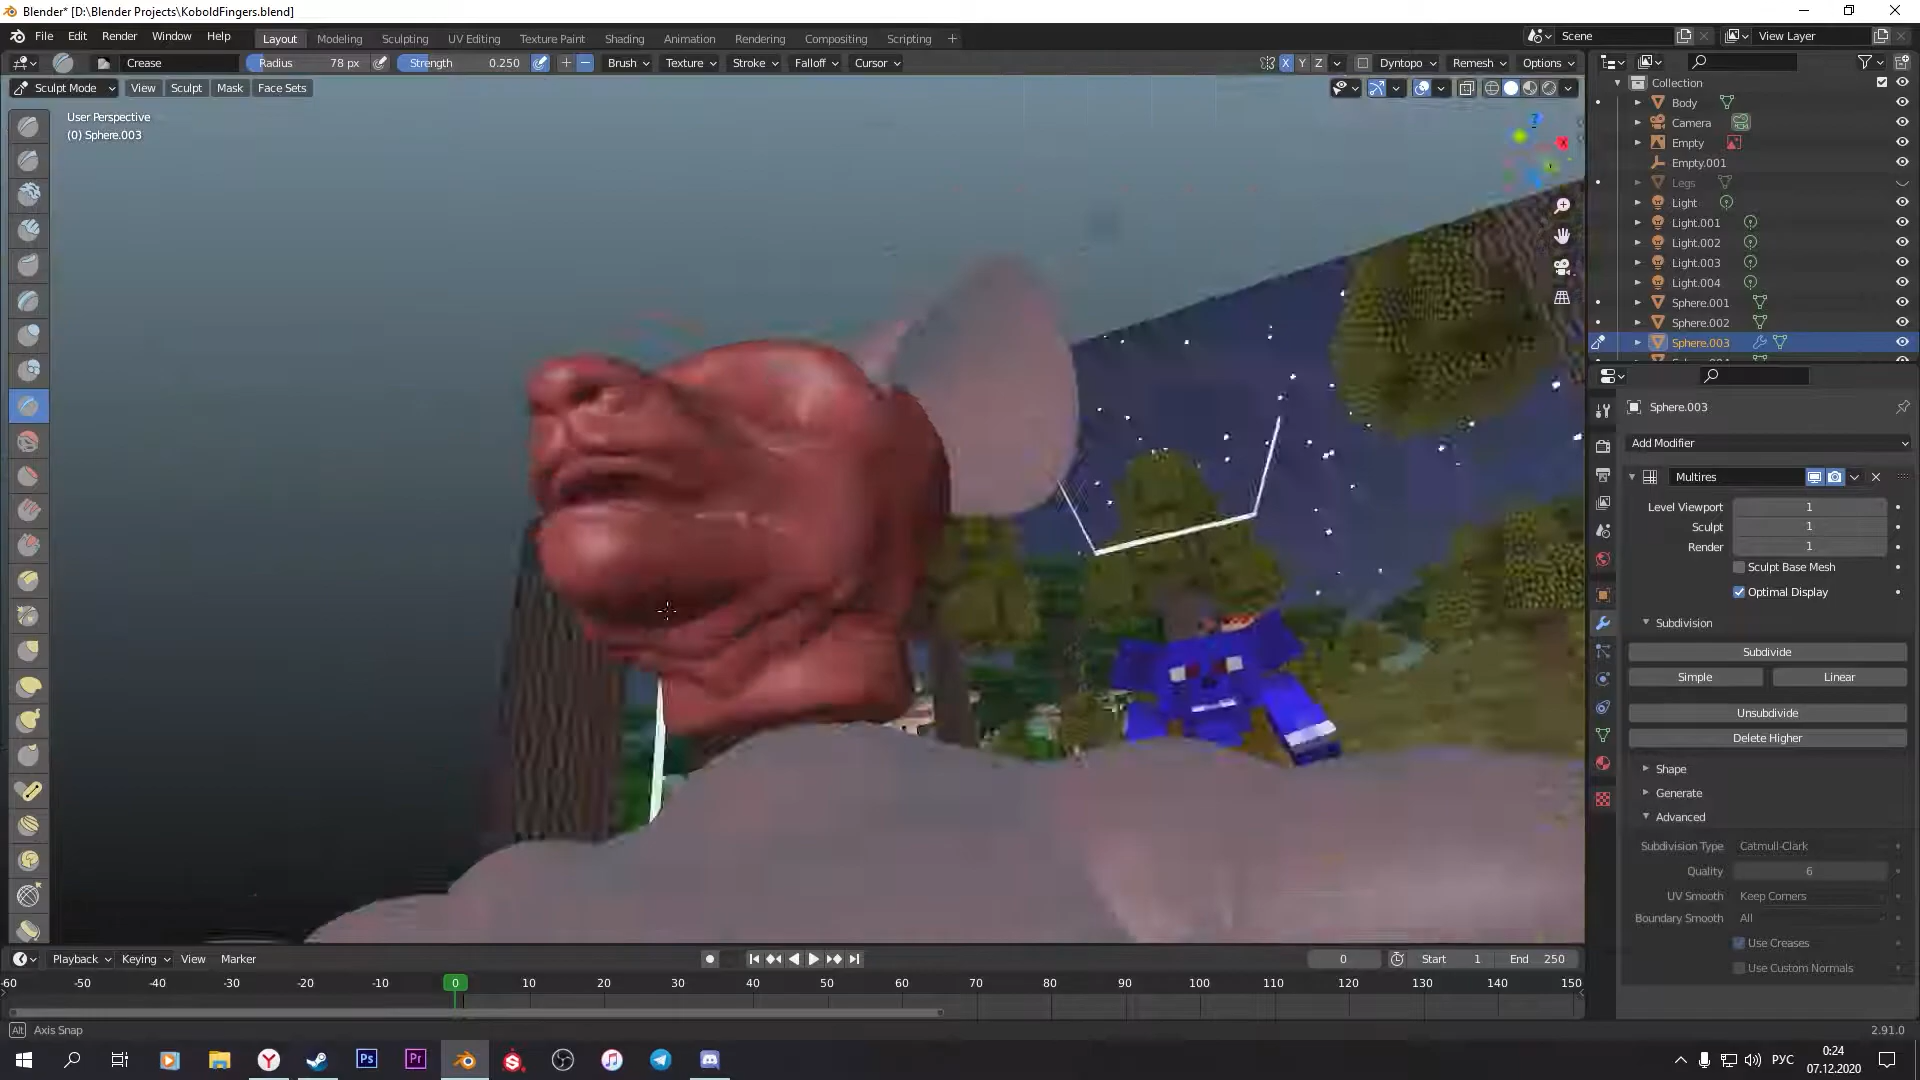 Blender* [D:\Blender Projects\KoboldFingers.blend]
File Edit Render Window Help
Layout Modeling Sculpting UV Editing Texture Paint Shading Animation Rendering Compositing Scripting +
Scene View Layer
Crease Radius 78 px Strength 0.250 Brush Texture Stroke Falloff Cursor X Y Z Dyntopo Remesh Options
Sculpt Mode View Sculpt Mask Face Sets
User Perspective
(0) Sphere.003
Collection
Body
Camera
Empty
Empty.001
Legs
Light
Light.001
Light.002
Light.003
Light.004
Sphere.001
Sphere.002
Sphere.003
Sphere.003
Add Modifier
Multires
Level Viewport 1
Sculpt 1
Render 1
Sculpt Base Mesh
Optimal Display
Subdivision
Subdivide
Simple Linear
Unsubdivide
Delete Higher
Shape
Generate
Advanced
Subdivision Type Catmull-Clark
Quality 6
UV Smooth Keep Corners
Boundary Smooth All
Use Creases
Use Custom Normals
Playback Keying View Marker 0 Start 1 End 250
-60 -50 -40 -30 -20 -10 0 10 20 30 40 50 60 70 80 90 100 110 120 130 140 150
Alt Axis Snap 2.91.0
Ps Pr РУС 0:24
07.12.2020